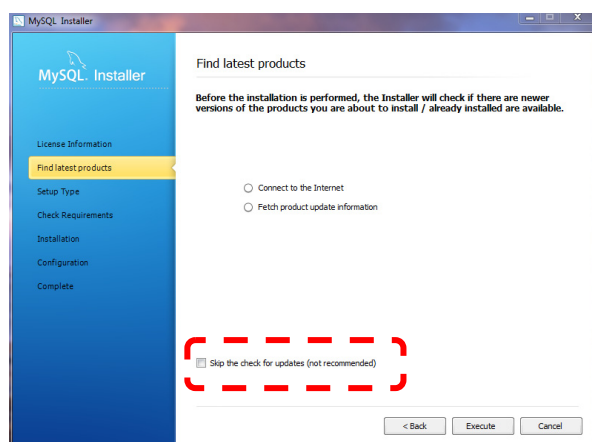 MySQL Installer
MySQL. Installer
License Information
Find latest products
Setup Type
Check Requirements
Installation
Configuration
Complete
Find latest products
Before the installation is performed, the Installer will check if there are newer
versions of the products you are about to install / already installed are available.
Connect to the Internet
Fetch product update information
Skip the check for updates (not recommended)
< Back
Execute
Cancel